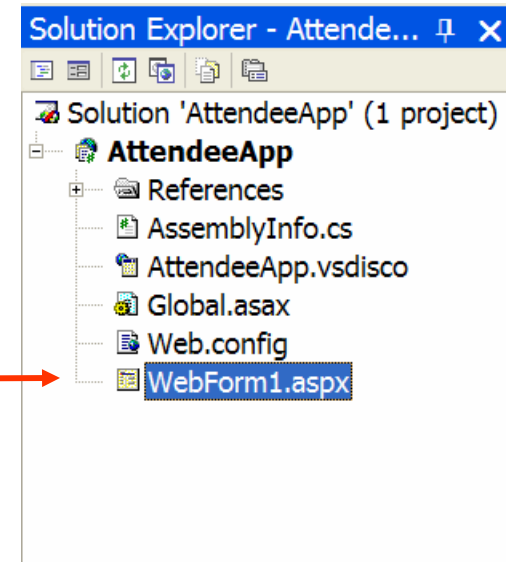 Solution Explorer - Attende...
Solution 'AttendeeApp' (1 project)
AttendeeApp
References
AssemblyInfo.cs
AttendeeApp.vsdisco
Global.asax
Web.config
WebForm1.aspx